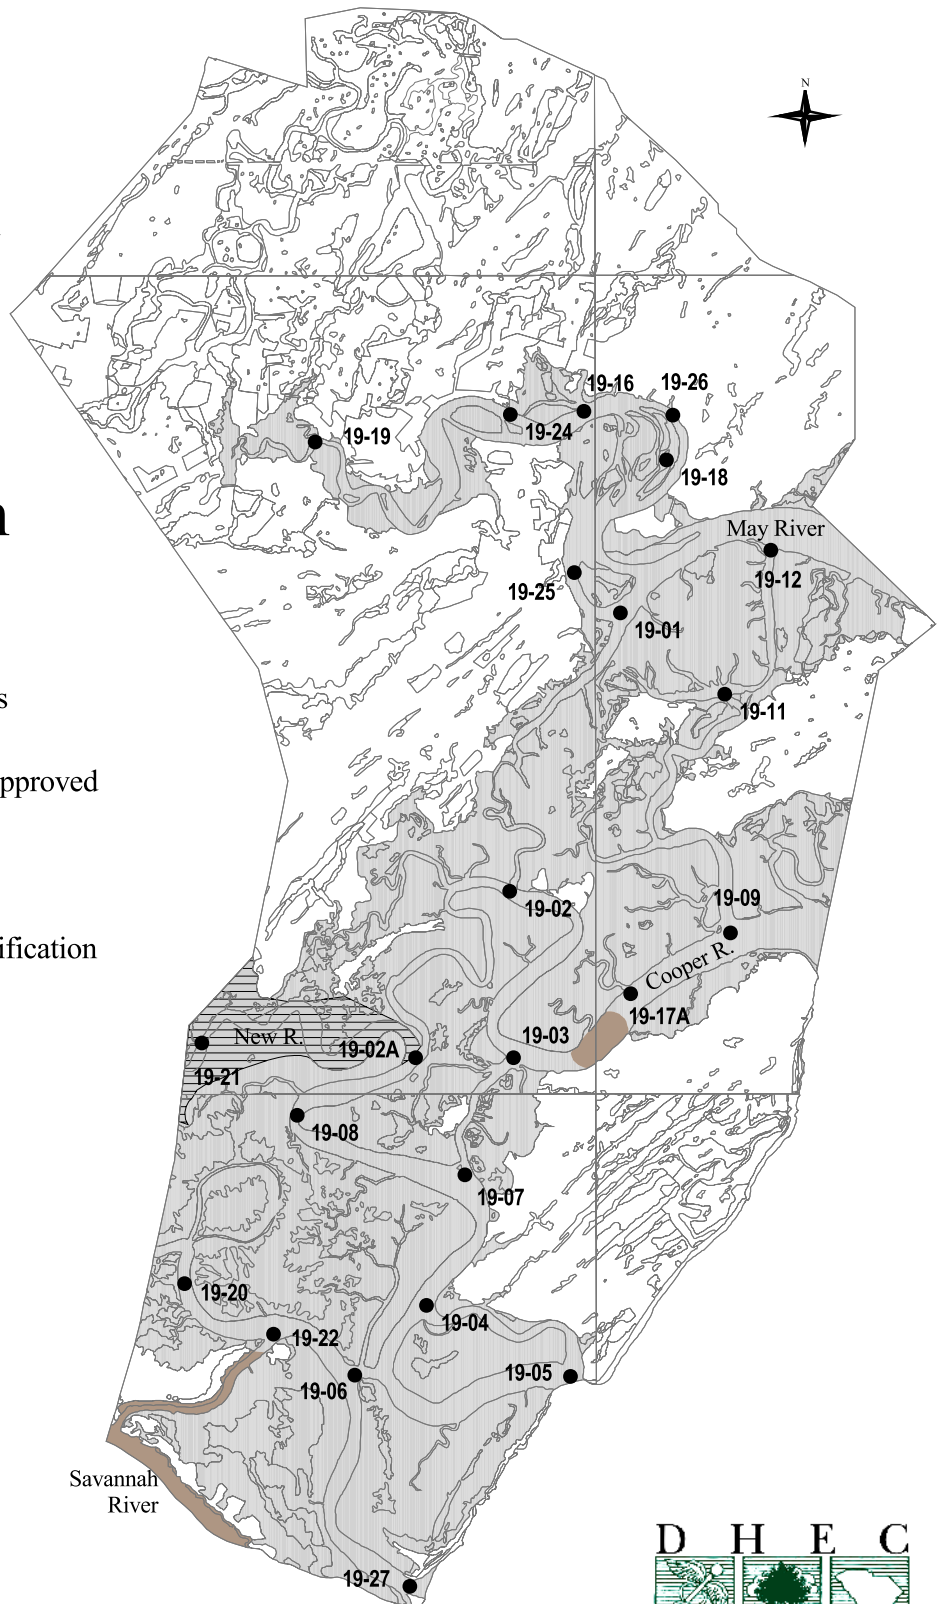 N
19-16
19-26
19-24
19-19
19-18
n
May River
19-12
19-25
19-01
s
19-11
pproved
19-09
19-02
ification
Cooper R.
19-17A
19-03
New R.
19-02A
19-21
19-08
19-07
19-20
19-04
19-22
19-05
19-06
Savannah
River
D H E C
19-27